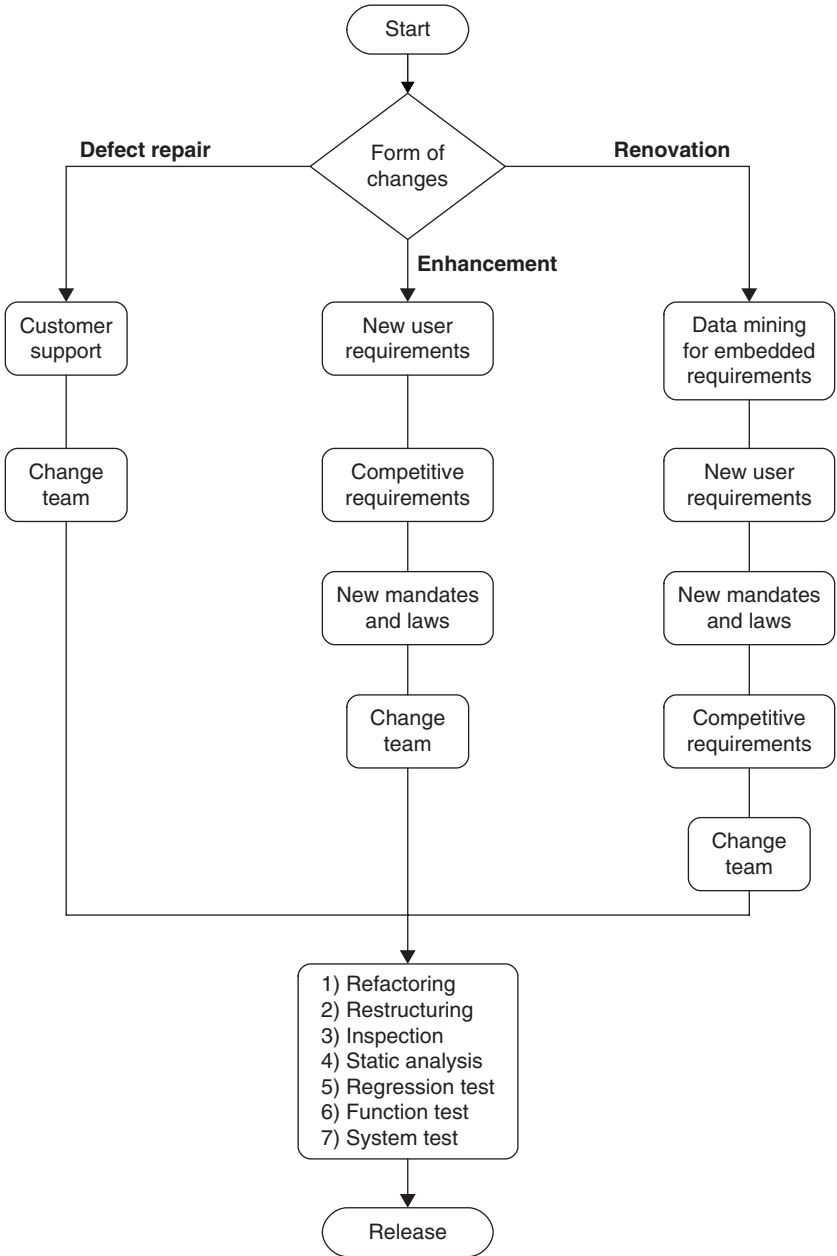 Start
Form of
changes
Defect repair
Renovation
Enhancement
Customer
support
Change
team
New user
requirements
Competitive
requirements
New mandates
and laws
Change
team
Data mining
for embedded
requirements
New user
requirements
New mandates
and laws
Competitive
requirements
Change
team
1) Refactoring
2) Restructuring
3) Inspection
4) Static analysis
5) Regression test
6) Function test
7) System test
Release